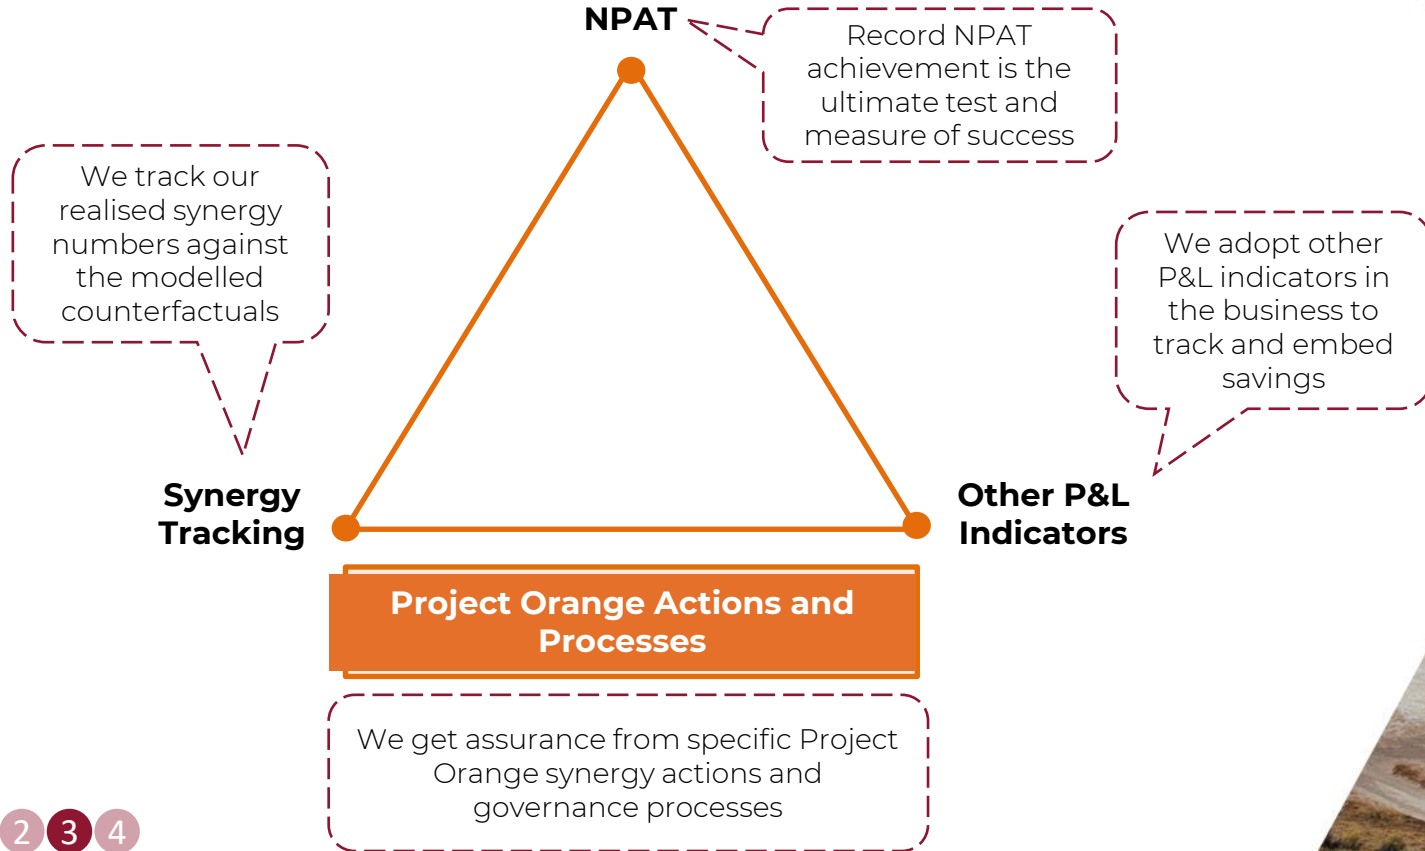 NPAT
Record NPAT
achievement is the
ultimate test and
measure of success
We track our
realised synergy
numbers against
the modelled
counterfactuals
We adopt other
P&L indicators in
the business to
track and embed
savings
Synergy
Tracking
Other P&L
Indicators
Project Orange Actions and
Processes
We get assurance from specific Project
Orange synergy actions and
governance processes
2 3 4